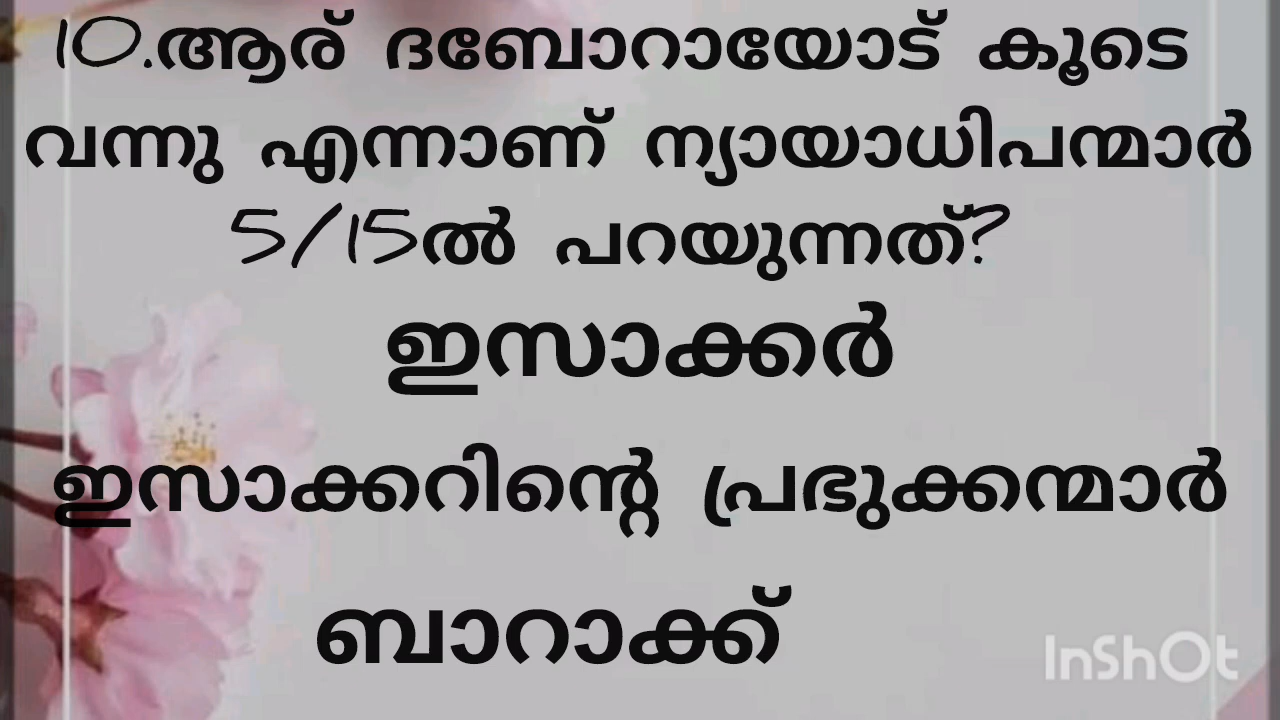 10.ആര് ദബോറായോട് കൂടെ
വന്നു എന്നാണ് ന്യായാധിപന്മാർ
5/15ൽ പറയുന്നത്?
ഇസാക്കർ
ഇസാക്കറിന്റെ പ്രഭുക്കന്മാർ
ബാറാക്ക്
InShOt